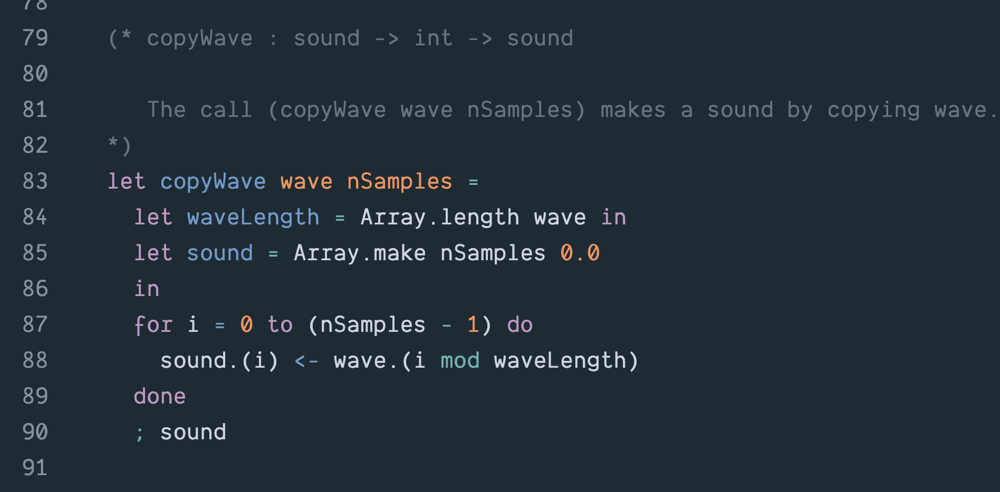 78
79 (* copyWave : sound -> int -> sound
80
81 The call (copyWave wave nSamples) makes a sound by copying wave.
82 *)
83 let copyWave wave nSamples =
84 let waveLength = Array.length wave in
85 let sound = Array.make nSamples 0.0
86 in
87 for i = 0 to (nSamples - 1) do
88 sound.(i) <- wave.(i mod waveLength)
89 done
90 ; sound
91